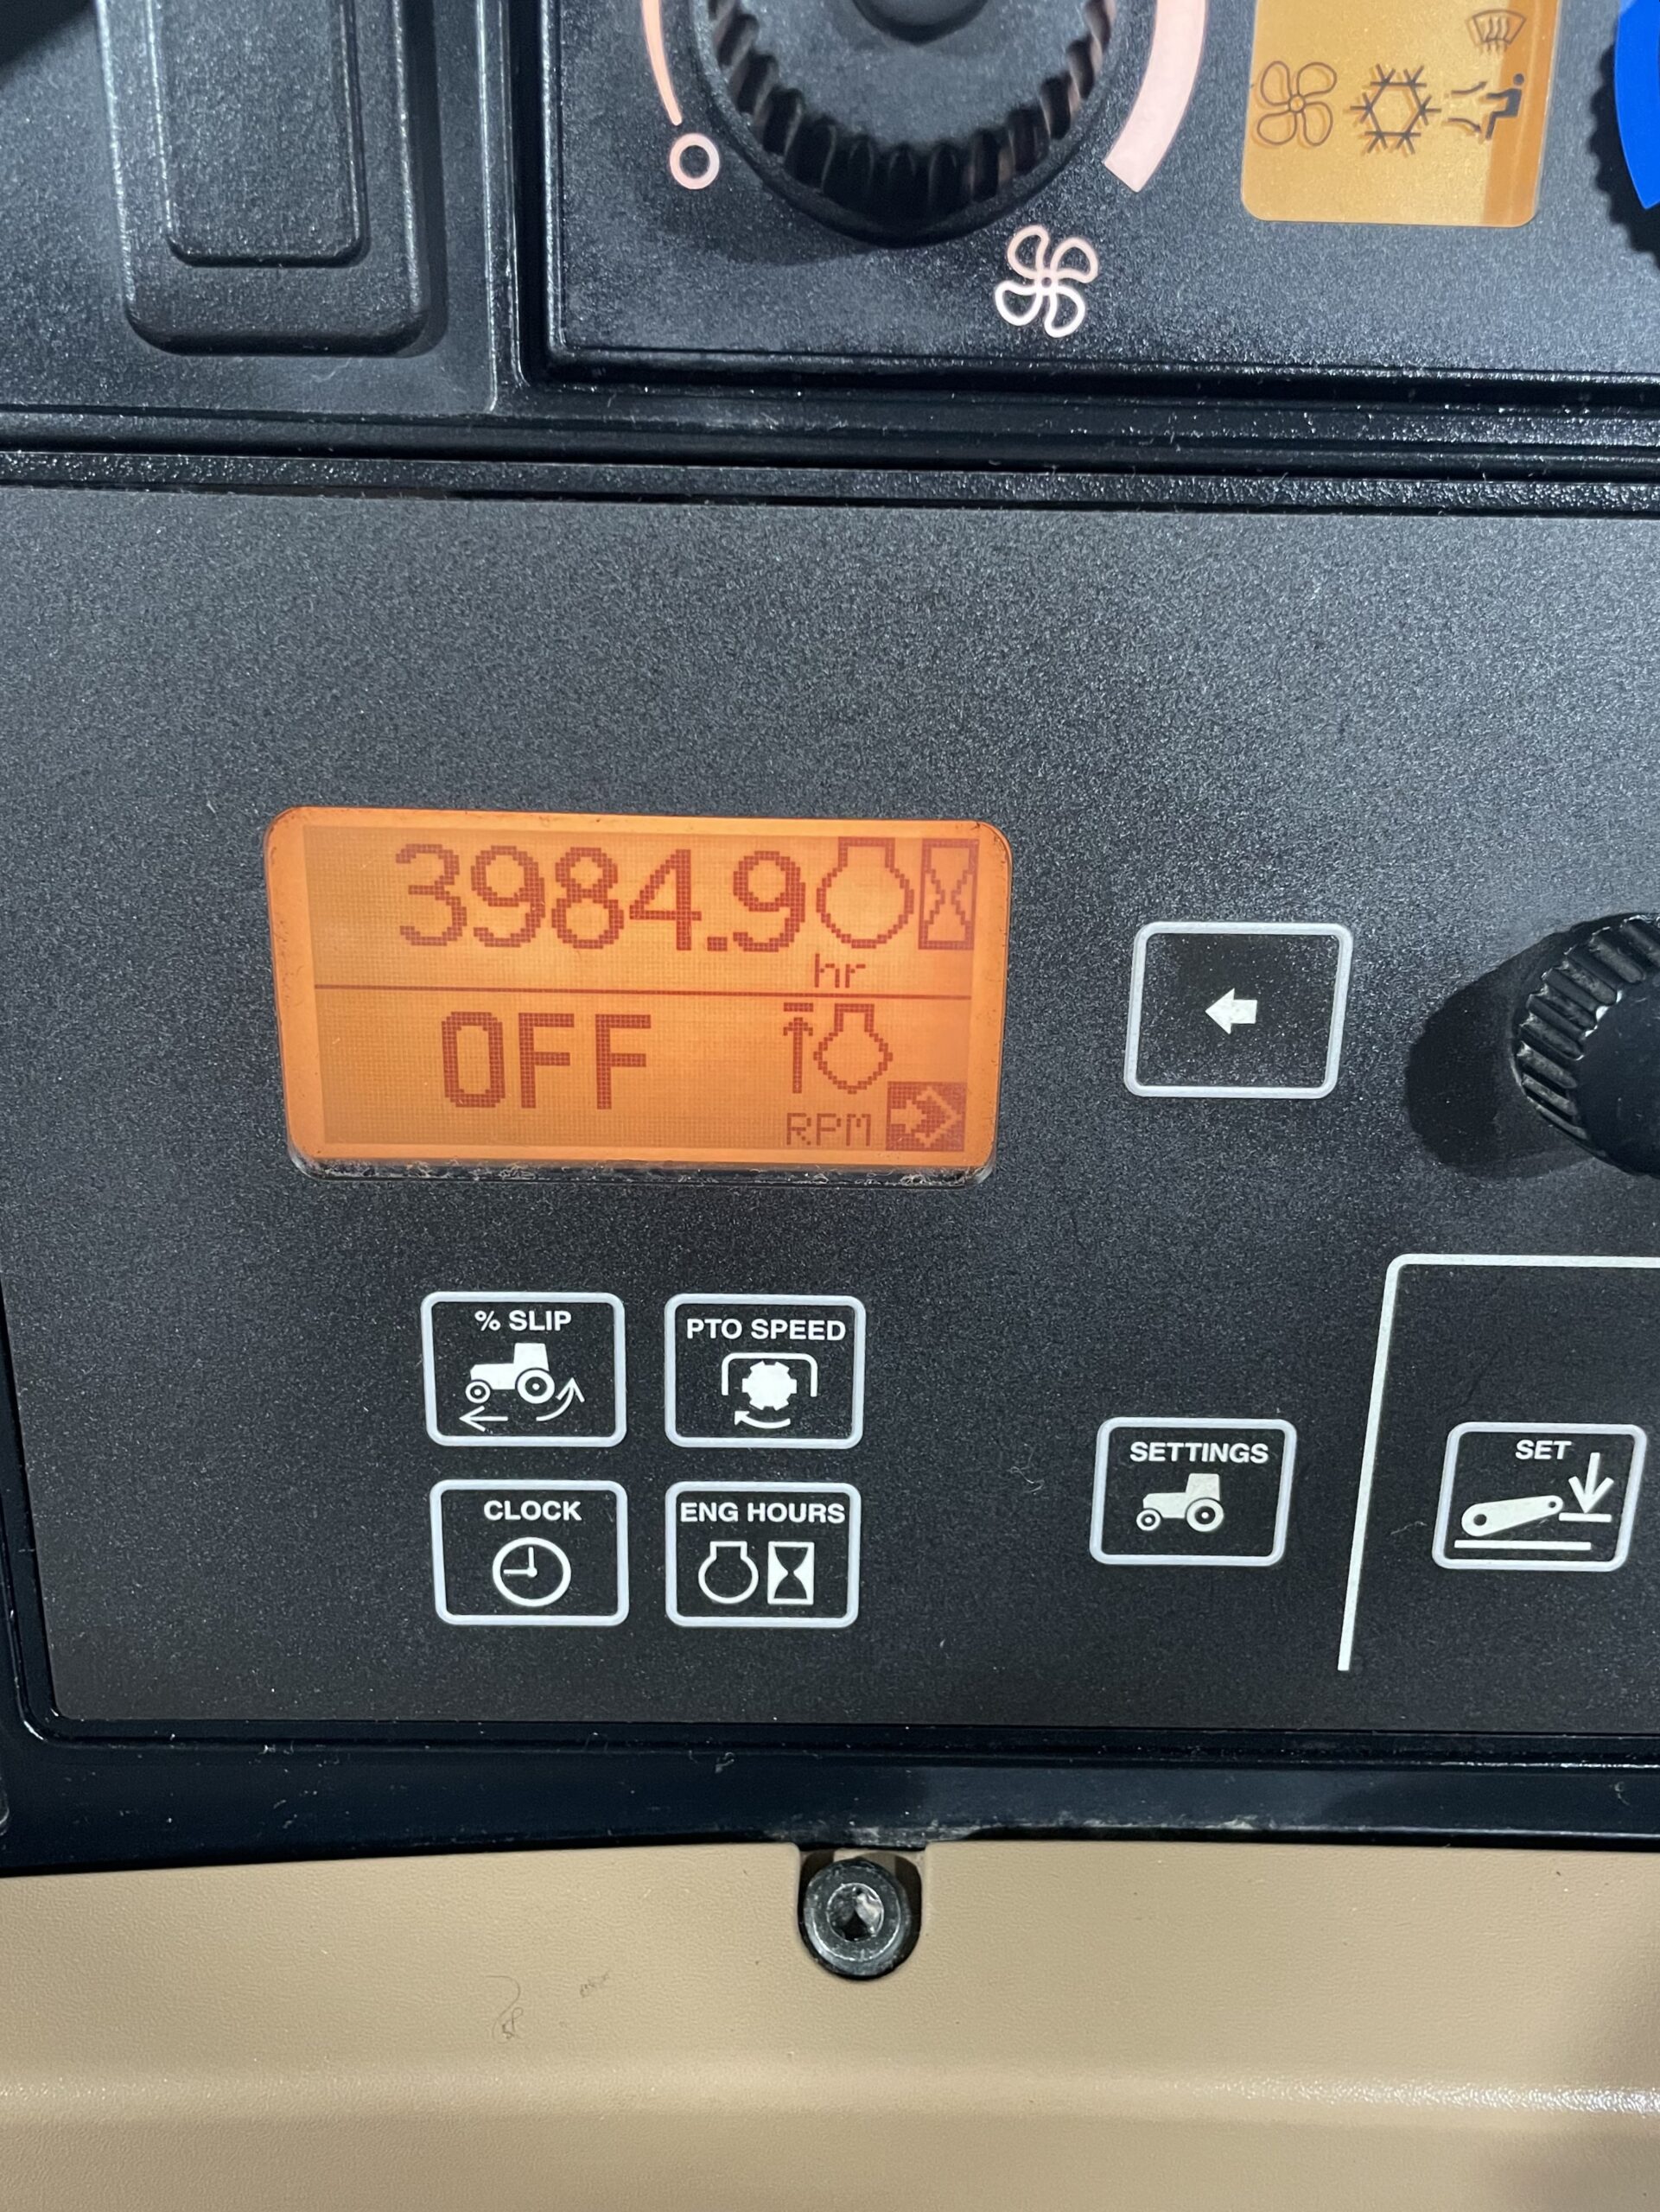 3984.9
hr
OFF
RPM
% SLIP
PTO SPEED
CLOCK
ENG HOURS
SETTINGS
SET